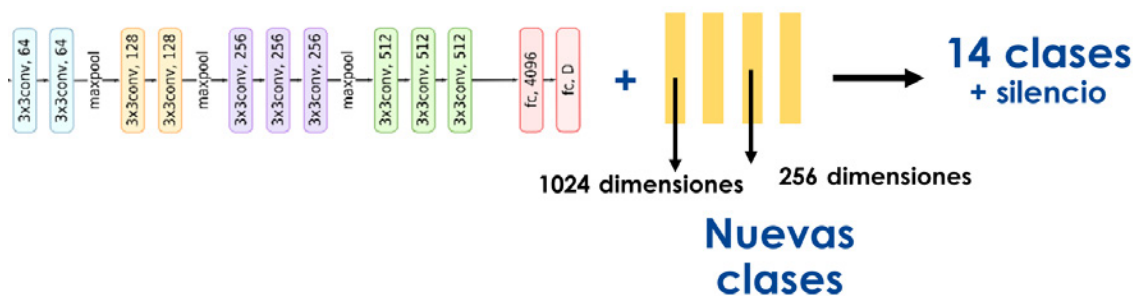 3x3conv, 64
3x3conv, 64
maxpool
3x3conv, 128
3x3conv, 128
maxpool
3x3conv, 256
3x3conv, 256
3x3conv, 256
maxpool
3x3conv, 512
3x3conv, 512
3x3conv, 512
fc, 4096
fc, D
+
14 clases
+ silencio
1024 dimensiones
256 dimensiones
Nuevas
clases